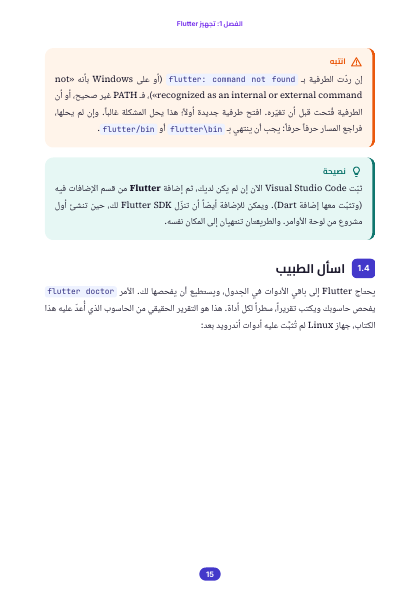 الفصل 1: تجهيز Flutter
انتبه
إن ردّت الطرفية بـ flutter: command not found (أو على Windows بأنه «not
recognized as an internal or external command»)، فـ PATH غير صحيح، أو أن
الطرفية فُتحت قبل أن تغيّره. افتح طرفية جديدة أولاً؛ هذا يحل المشكلة غالباً. وإن لم يحلها،
فراجع المسار حرفاً حرفاً: يجب أن ينتهي بـ flutter\bin أو flutter/bin.
نصيحة
ثبّت Visual Studio Code الآن إن لم يكن لديك، ثم إضافة Flutter من قسم الإضافات فيه
(وتثبّت معها إضافة Dart). ويمكن للإضافة أيضاً أن تنزّل Flutter SDK لك، حين تنشئ أول
مشروع من لوحة الأوامر. والطريقتان تنتهيان إلى المكان نفسه.
1.4 اسأل الطبيب
يحتاج Flutter إلى باقي الأدوات في الجدول، ويستطيع أن يفحصها لك. الأمر flutter doctor
يفحص حاسوبك ويكتب تقريراً، سطراً لكل أداة. هذا هو التقرير الحقيقي من الحاسوب الذي أُعدّ عليه هذا
الكتاب، جهاز Linux لم تُثبَّت عليه أدوات أندرويد بعد:
15